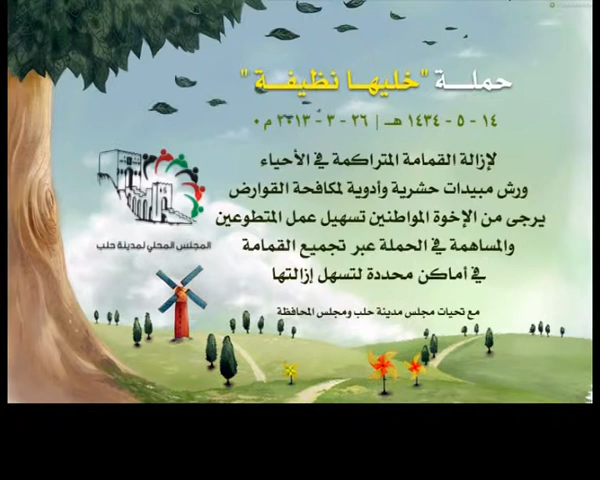 حملة "خليها نظيفة"
١٤ - ٥ - ١٤٣٤ هـ | ٢٦ - ٣ - ٢٠١٣ م
لإزالة القمامة المتراكمة في الأحياء
ورش مبيدات حشرية وأدوية لمكافحة القوارض
يرجى من الإخوة المواطنين تسهيل عمل المتطوعين
والمساهمة في الحملة عبر تجميع القمامة
في أماكن محددة لتسهل إزالتها
مع تحيات مجلس مدينة حلب ومجلس المحافظة
المجلس المحلي لمدينة حلب